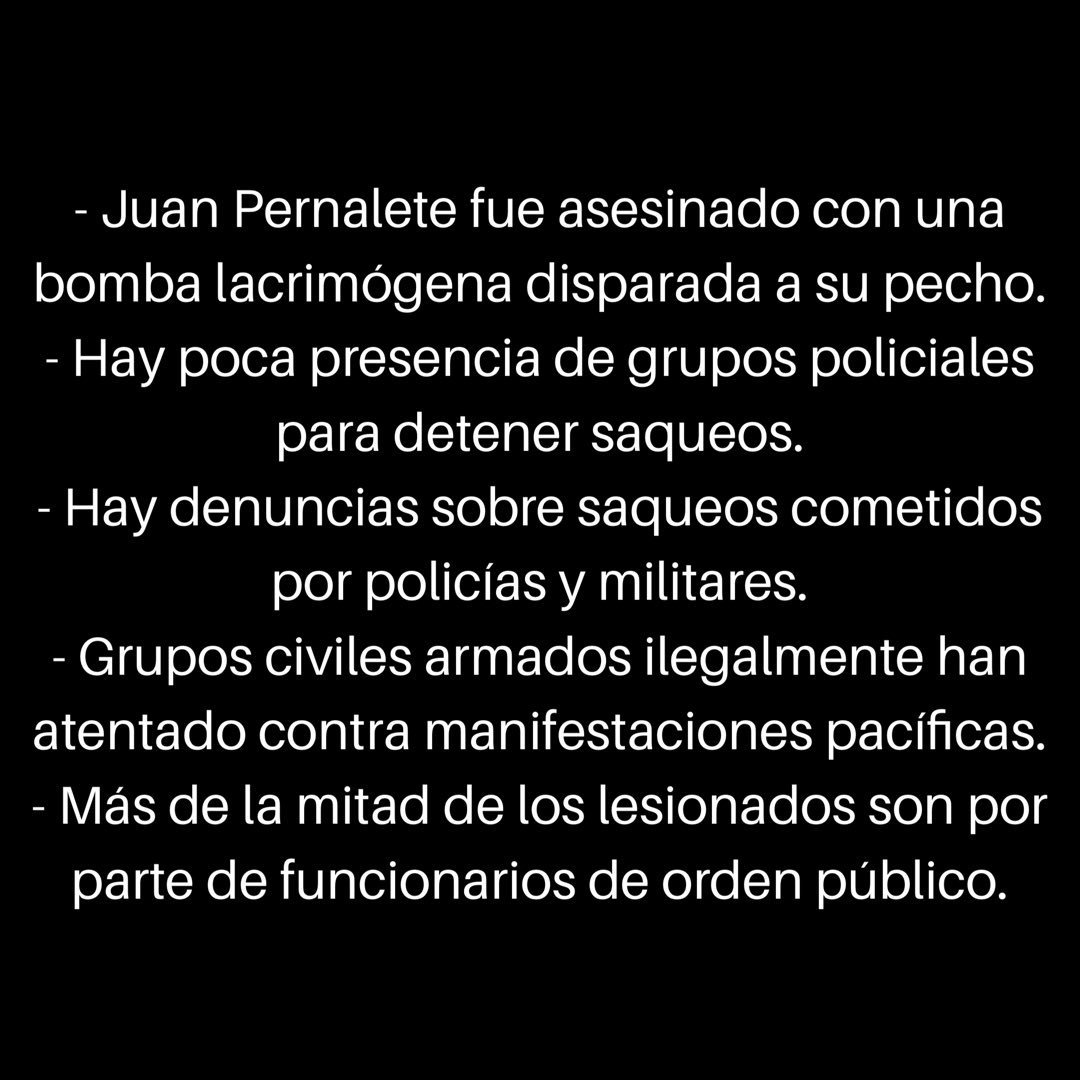 - Juan Pernalete fue asesinado con una
bomba lacrimógena disparada a su pecho.
- Hay poca presencia de grupos policiales
para detener saqueos.
- Hay denuncias sobre saqueos cometidos
por policías y militares.
- Grupos civiles armados ilegalmente han
atentado contra manifestaciones pacíficas.
- Más de la mitad de los lesionados son por
parte de funcionarios de orden público.